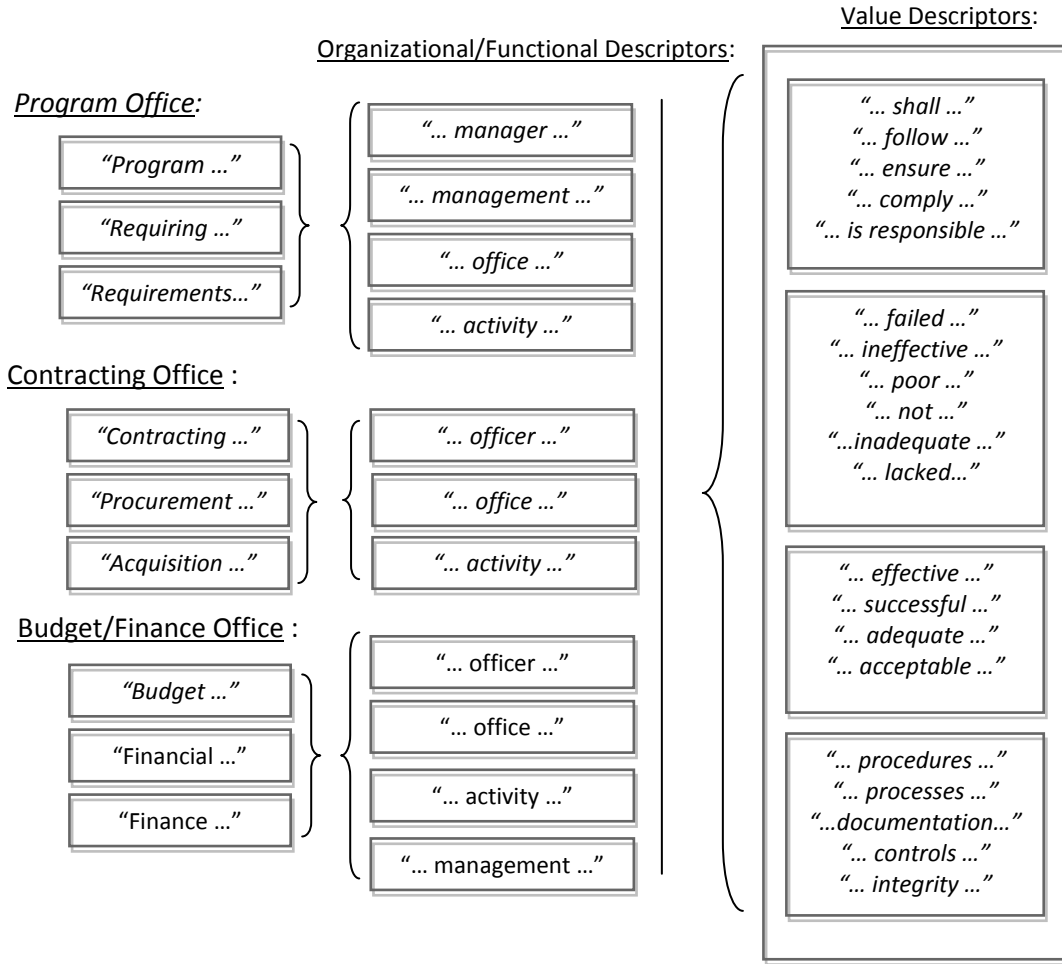 Value Descriptors:
Organizational/Functional Descriptors:
Program Office:
“Program …”
“Requiring …”
“Requirements…”
“… manager …”
“… management …”
“… office …”
“… activity …”
Contracting Office :
“Contracting …”
“Procurement …”
“Acquisition …”
“… officer …”
“… office …”
“… activity …”
Budget/Finance Office :
“Budget …”
“Financial …”
“Finance …”
“… officer …”
“… office …”
“… activity …”
“… management …”
“… shall …”
“… follow …”
“… ensure …”
“… comply …”
“… is responsible …”
“… failed …”
“… ineffective …”
“… poor …”
“… not …”
“…inadequate …”
“… lacked…”
“… effective …”
“… successful …”
“… adequate …”
“… acceptable …”
“… procedures …”
“… processes …”
“…documentation…”
“… controls …”
“… integrity …”